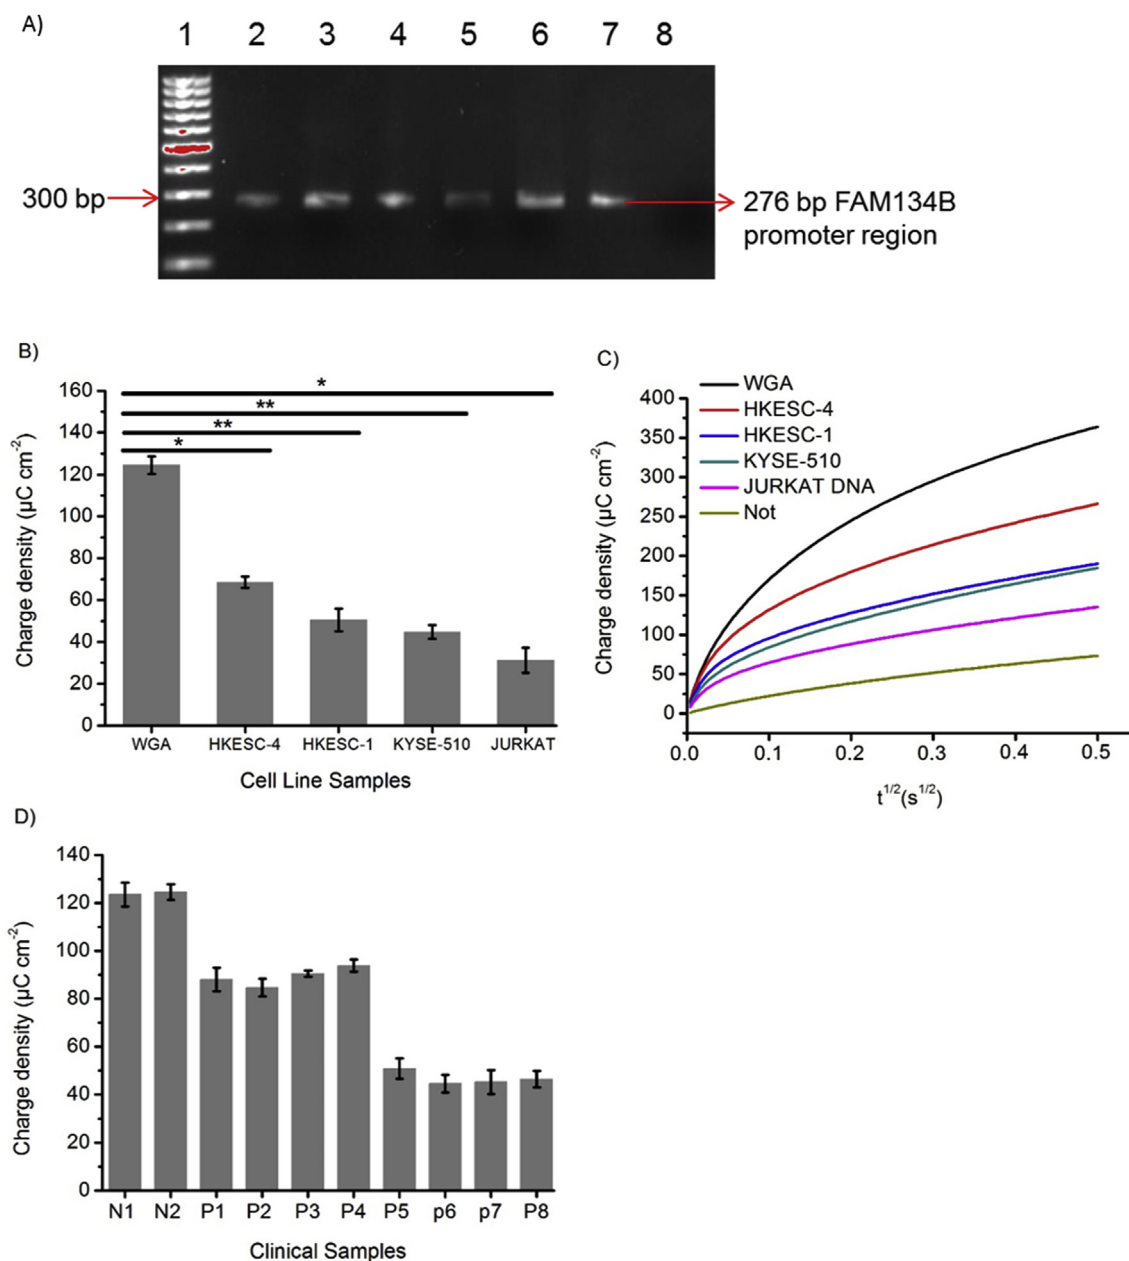 A)
1 2 3 4 5 6 7 8
300 bp
276 bp FAM134B
promoter region
B)
160
140
120
100
80
60
40
20
0
Charge density (µC cm-2)
*
**
**
*
WGA HKESC-4 HKESC-1 KYSE-510 JURKAT
Cell Line Samples
C)
400
350
300
250
200
150
100
50
0
Charge density (µC cm-2)
WGA
HKESC-4
HKESC-1
KYSE-510
JURKAT DNA
Not
0.0 0.1 0.2 0.3 0.4 0.5
t1/2(s1/2)
D)
140
120
100
80
60
40
20
0
Charge density (µC cm-2)
N1 N2 P1 P2 P3 P4 P5 p6 p7 P8
Clinical Samples